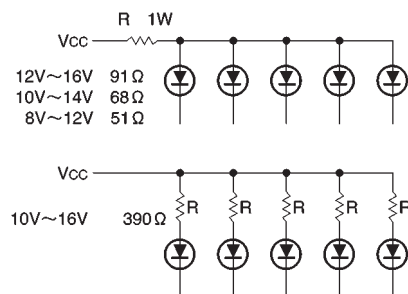 R 1W
Vcc
12V～16V 91Ω
10V～14V 68Ω
8V～12V 51Ω
Vcc
10V～16V 390Ω
R R R R R